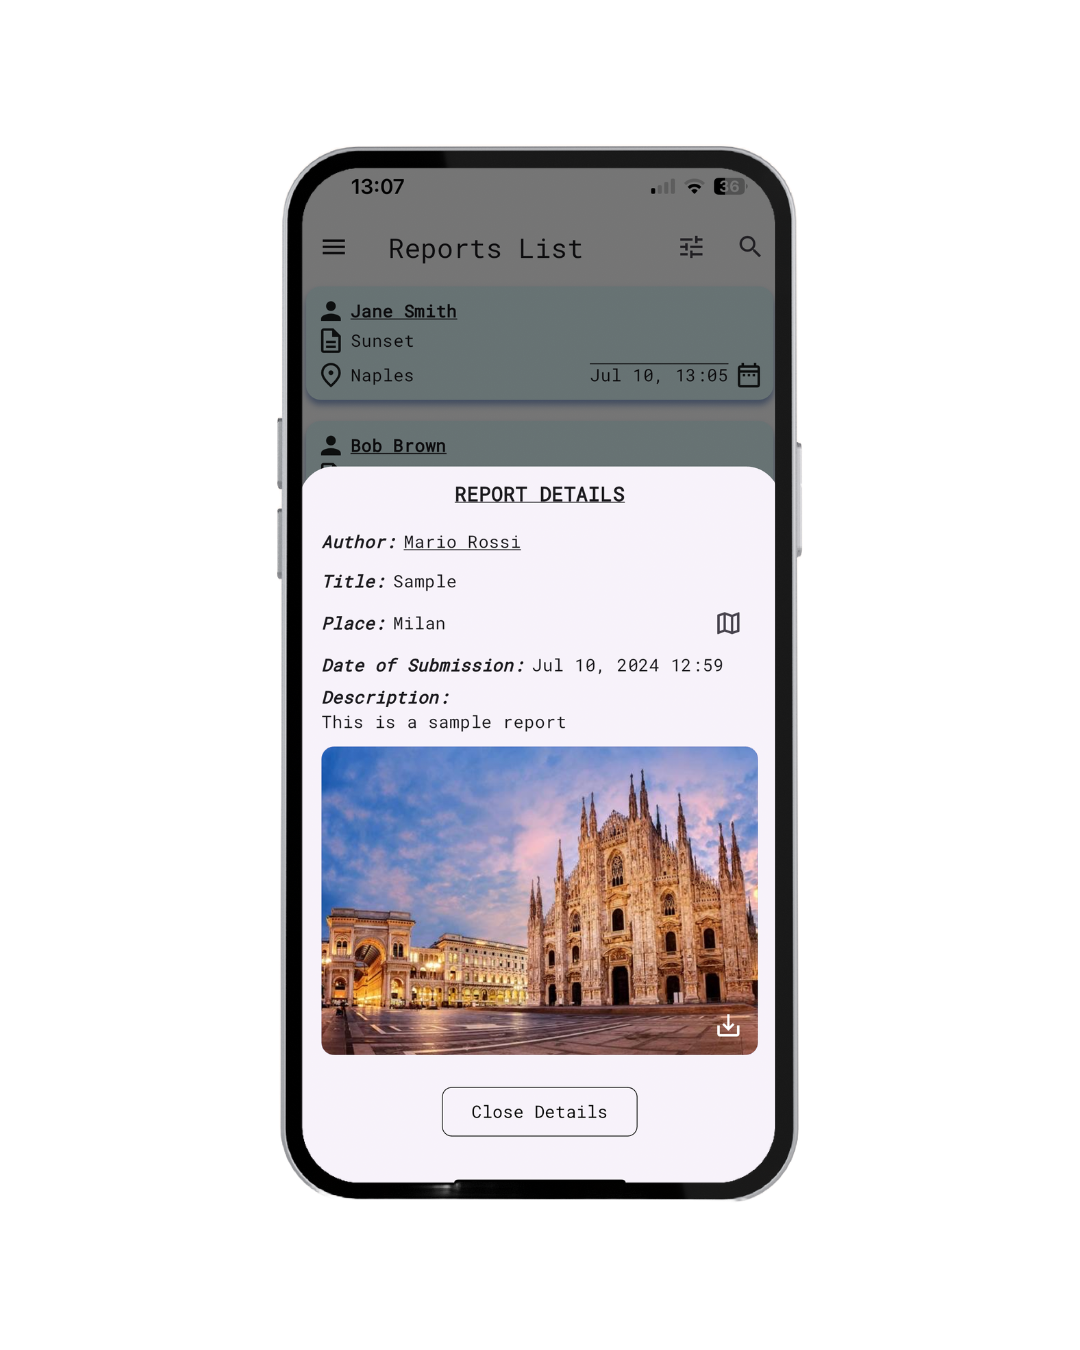 13:07
36
Reports List
Jane Smith
Sunset
Naples
Jul 10, 13:05
Bob Brown
REPORT DETAILS
Author: Mario Rossi
Title: Sample
Place: Milan
Date of Submission: Jul 10, 2024 12:59
Description:
This is a sample report
Close Details